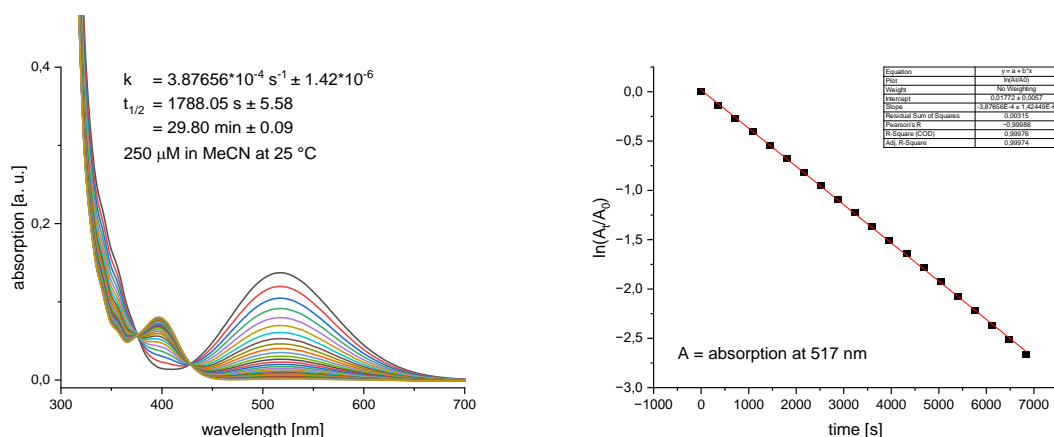 0,4
0,2
0,0
300
400
500
600
700
absorption [a. u.]
wavelength [nm]
k = 3.87656*10⁻⁴ s⁻¹ ± 1.42*10⁻⁶
t₁/₂ = 1788.05 s ± 5.58
= 29.80 min ± 0.09
250 μM in MeCN at 25 °C
0,0
−0,5
−1,0
−1,5
−2,0
−2,5
−3,0
−1000
0
1000
2000
3000
4000
5000
6000
7000
ln(Aₜ/A₀)
time [s]
A = absorption at 517 nm
Equation y = a + b*x
Plot ln(At/A0)
Weight No Weighting
Intercept 0,01772 ± 0,0057
Slope -3,87656E-4 ± 1,42449E-6
Residual Sum of Squares 0,00315
Pearson's R −0,99988
R-Square (COD) 0,99976
Adj. R-Square 0,99974